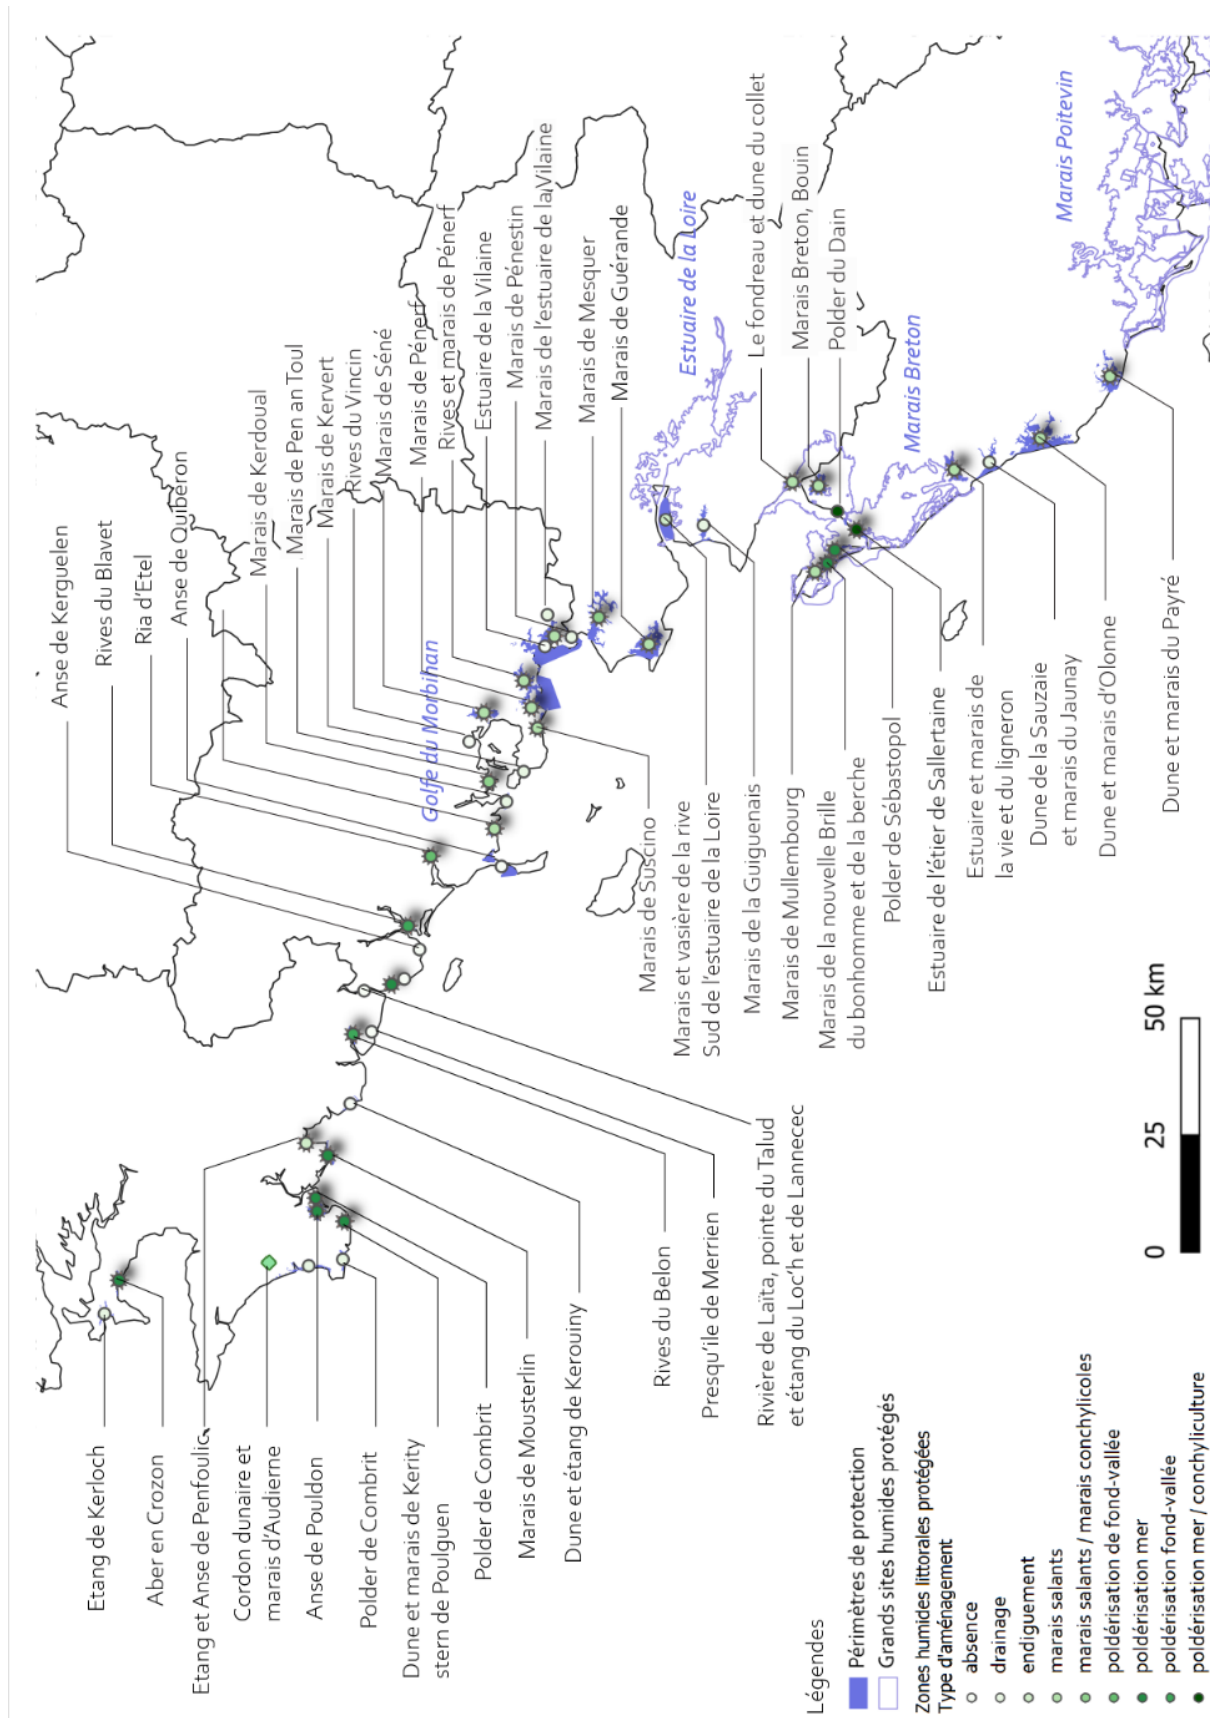 Etang de Kerloch
Aber en Crozon
Etang et Anse de Penfoulic
Cordon dunaire et
marais d'Audierne
Anse de Pouldon
Polder de Combrit
Dune et marais de Kerity
stern de Poulguen
Polder de Combrit
Marais de Mousterlin
Dune et étang de Kerouiny
Rives du Belon
Presqu'ile de Merrien
Rivière de Laïta, pointe du Talud
et étang du Loc'h et de Lannecec
Anse de Kerguelen
Rives du Blavet
Ria d'Etel
Anse de Quiberon
Marais de Kerdoual
Marais de Pen an Toul
Marais de Kervert
Rives du Vincin
Marais de Séné
Marais de Pénerf
Rives et marais de Pénerf
Estuaire de la Vilaine
Marais de Pénestin
Marais de l'estuaire de la Vilaine
Marais de Mesquer
Marais de Guérande
Golfe du Morbihan
Estuaire de la Loire
Le fondreau et dune du collet
Marais Breton, Bouin
Polder du Dain
Marais Breton
Marais Poitevin
Marais de Suscino
Marais et vasière de la rive
Sud de l'estuaire de la Loire
Marais de la Guiguenais
Marais de Mullembourg
Marais de la nouvelle Brille
du bonhomme et de la berche
Polder de Sébastopol
Estuaire de l'étier de Sallertaine
Estuaire et marais de
la vie et du ligneron
Dune de la Sauzaie
et marais du Jaunay
Dune et marais d'Olonne
Dune et marais du Payré
Légendes
Périmètres de protection
Grands sites humides protégés
Zones humides littorales protégées
Type d'aménagement
absence
drainage
endiguement
marais salants
marais salants / marais conchylicoles
poldérisation de fond-vallée
poldérisation mer
poldérisation fond-vallée
poldérisation mer / conchyliculture
0 25 50 km